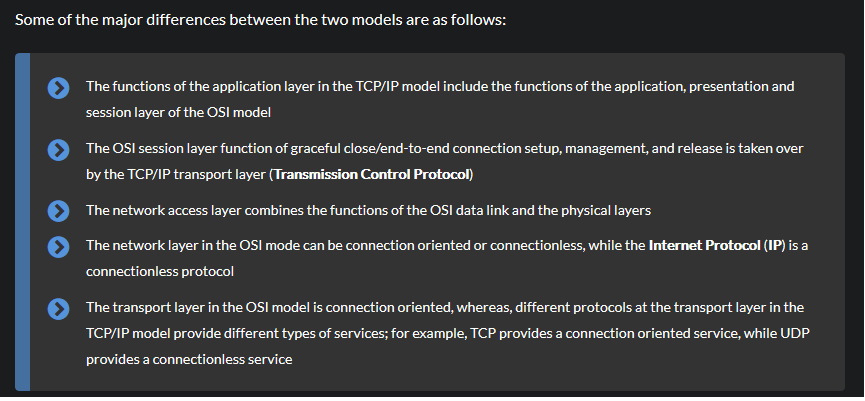 Some of the major differences between the two models are as follows:
The functions of the application layer in the TCP/IP model include the functions of the application, presentation and
session layer of the OSI model
The OSI session layer function of graceful close/end-to-end connection setup, management, and release is taken over
by the TCP/IP transport layer (Transmission Control Protocol)
The network access layer combines the functions of the OSI data link and the physical layers
The network layer in the OSI mode can be connection oriented or connectionless, while the Internet Protocol (IP) is a
connectionless protocol
The transport layer in the OSI model is connection oriented, whereas, different protocols at the transport layer in the
TCP/IP model provide different types of services; for example, TCP provides a connection oriented service, while UDP
provides a connectionless service